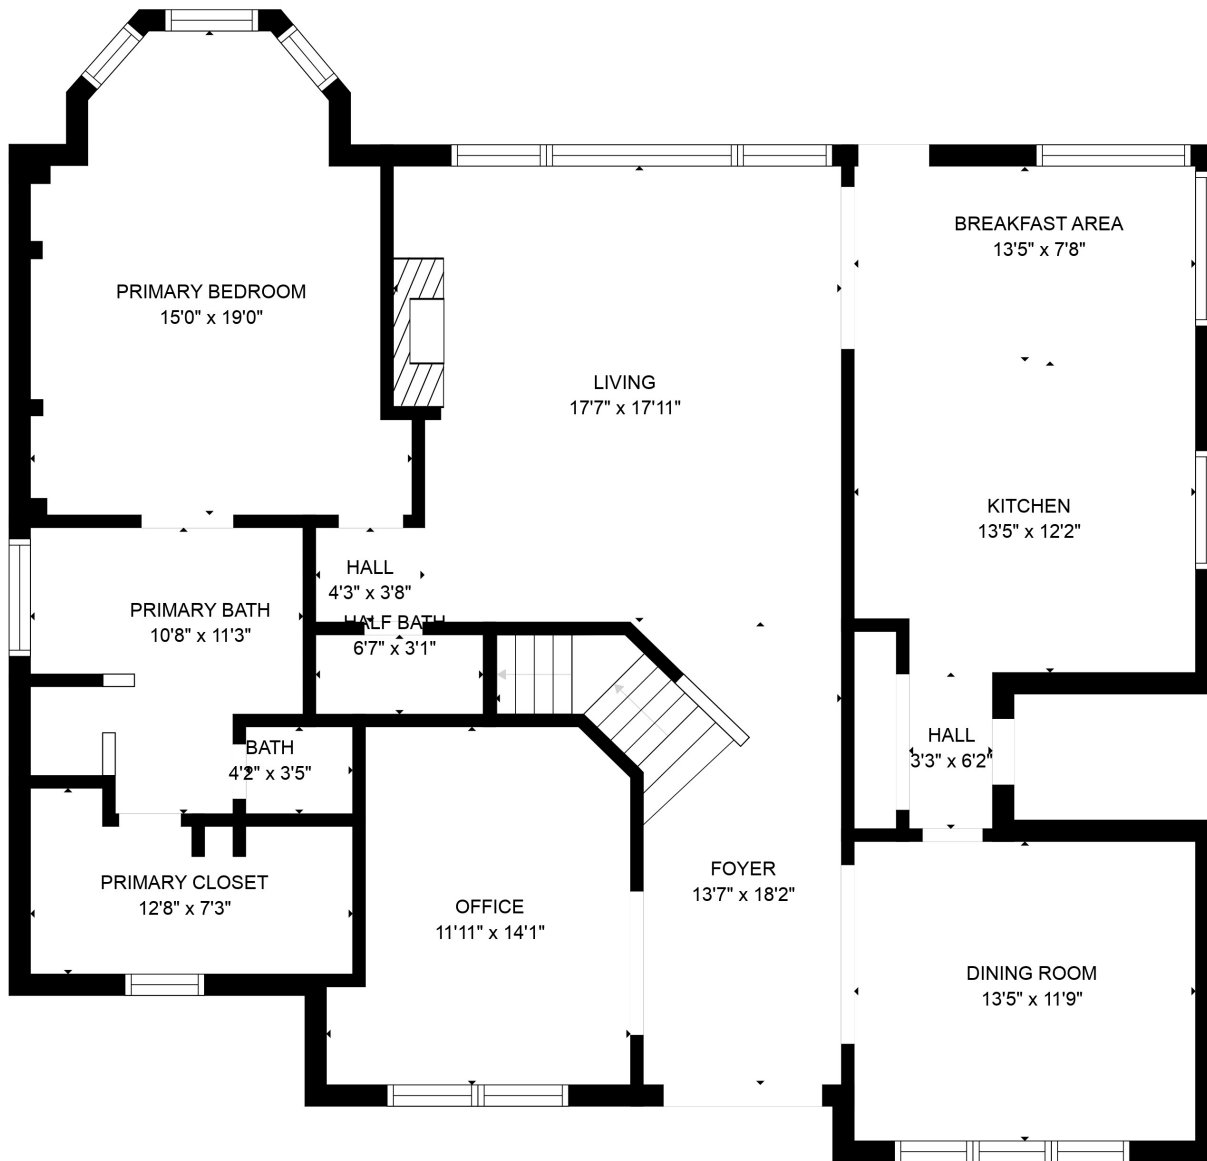 BREAKFAST AREA
13'5" x 7'8"
PRIMARY BEDROOM
15'0" x 19'0"
LIVING
17'7" x 17'11"
KITCHEN
13'5" x 12'2"
HALL
4'3" x 3'8"
PRIMARY BATH
10'8" x 11'3"
HALF BATH
6'7" x 3'1"
HALL
3'3" x 6'2"
BATH
4'2" x 3'5"
FOYER
13'7" x 18'2"
PRIMARY CLOSET
12'8" x 7'3"
OFFICE
11'11" x 14'1"
DINING ROOM
13'5" x 11'9"